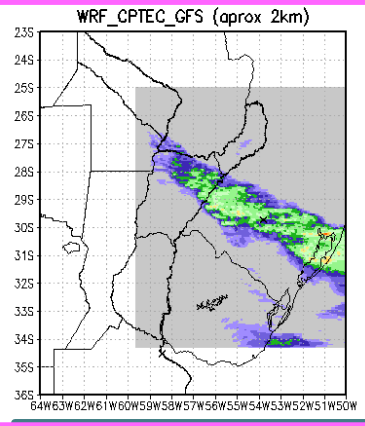 WRF_CPTEC_GFS (aprox 2km)
23S
24S
25S
26S
27S
28S
29S
30S
31S
32S
33S
34S
35S
36S
64W63W62W61W60W59W58W57W56W55W54W53W52W51W50W